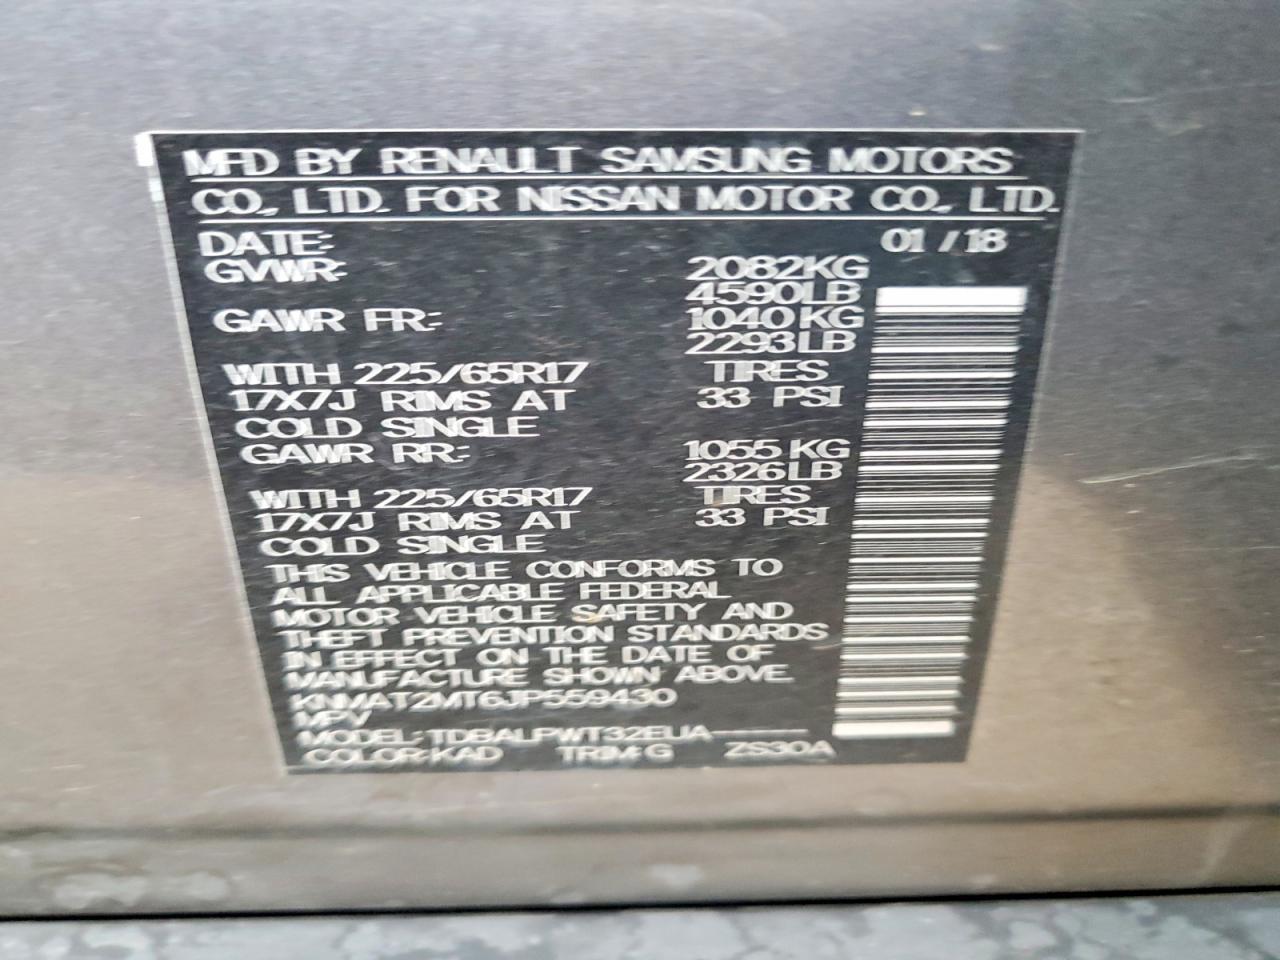 MFD BY RENAULT SAMSUNG MOTORS
CO., LTD. FOR NISSAN MOTOR CO., LTD.
DATE: 01 / 18
GVWR: 2082KG
4590LB
GAWR FR: 1040KG
2293LB
WITH 225/65R17 TIRES
17X7J RIMS AT 33 PSI
COLD SINGLE
GAWR RR: 1055KG
2326LB
WITH 225/65R17 TIRES
17X7J RIMS AT 33 PSI
COLD SINGLE
THIS VEHICLE CONFORMS TO
ALL APPLICABLE FEDERAL
MOTOR VEHICLE SAFETY AND
THEFT PREVENTION STANDARDS
IN EFFECT ON THE DATE OF
MANUFACTURE SHOWN ABOVE.
KNMAT2MT6JP559430
MPV
MODEL: TDBALPWT32EUA-----
COLOR:KAD TRIM:G ZS30A